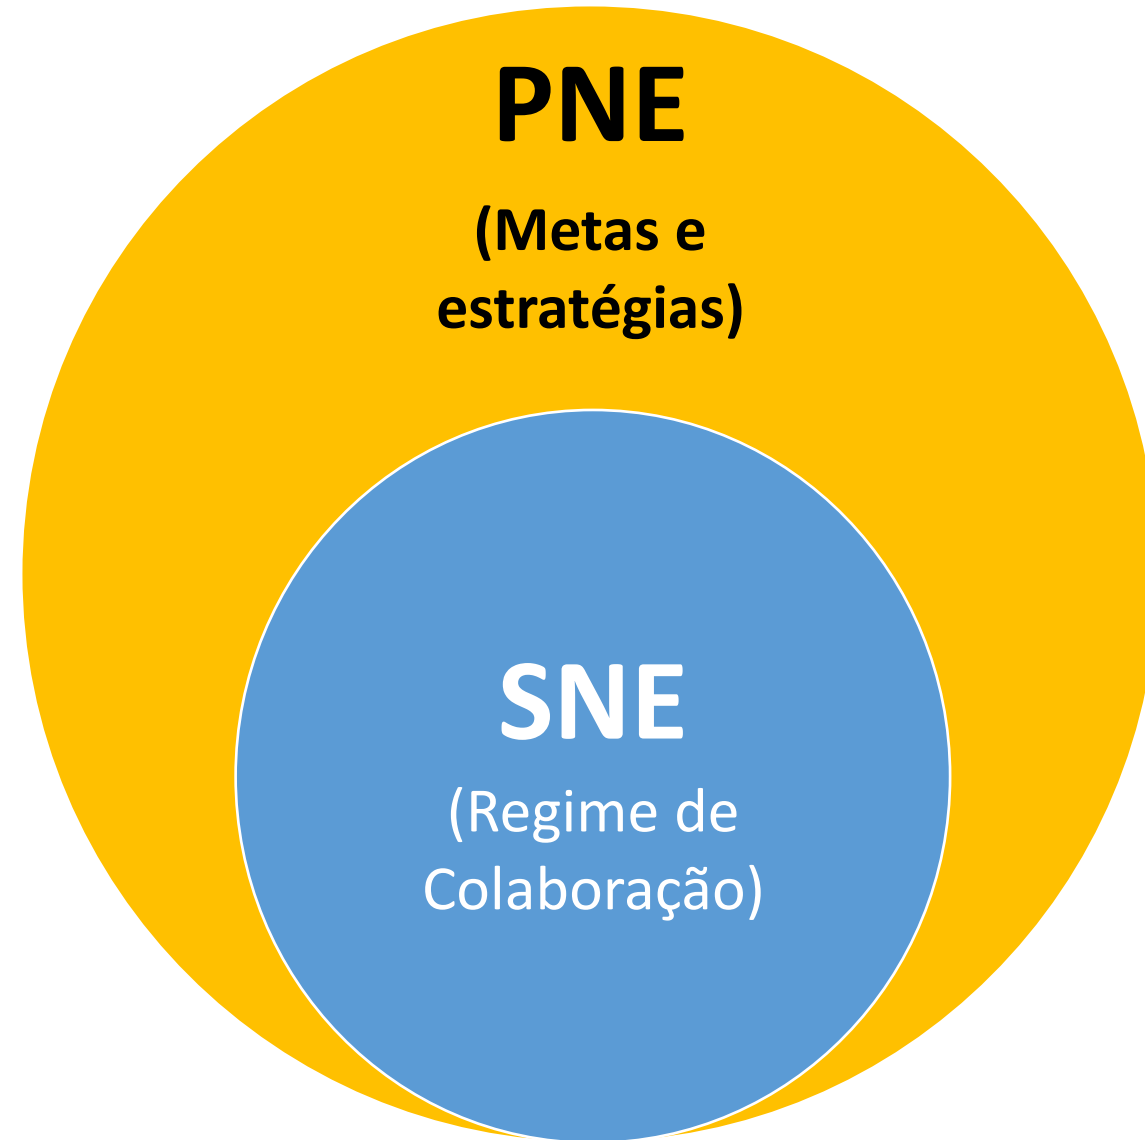 PNE
(Metas e
estratégias)
SNE
(Regime de
Colaboração)